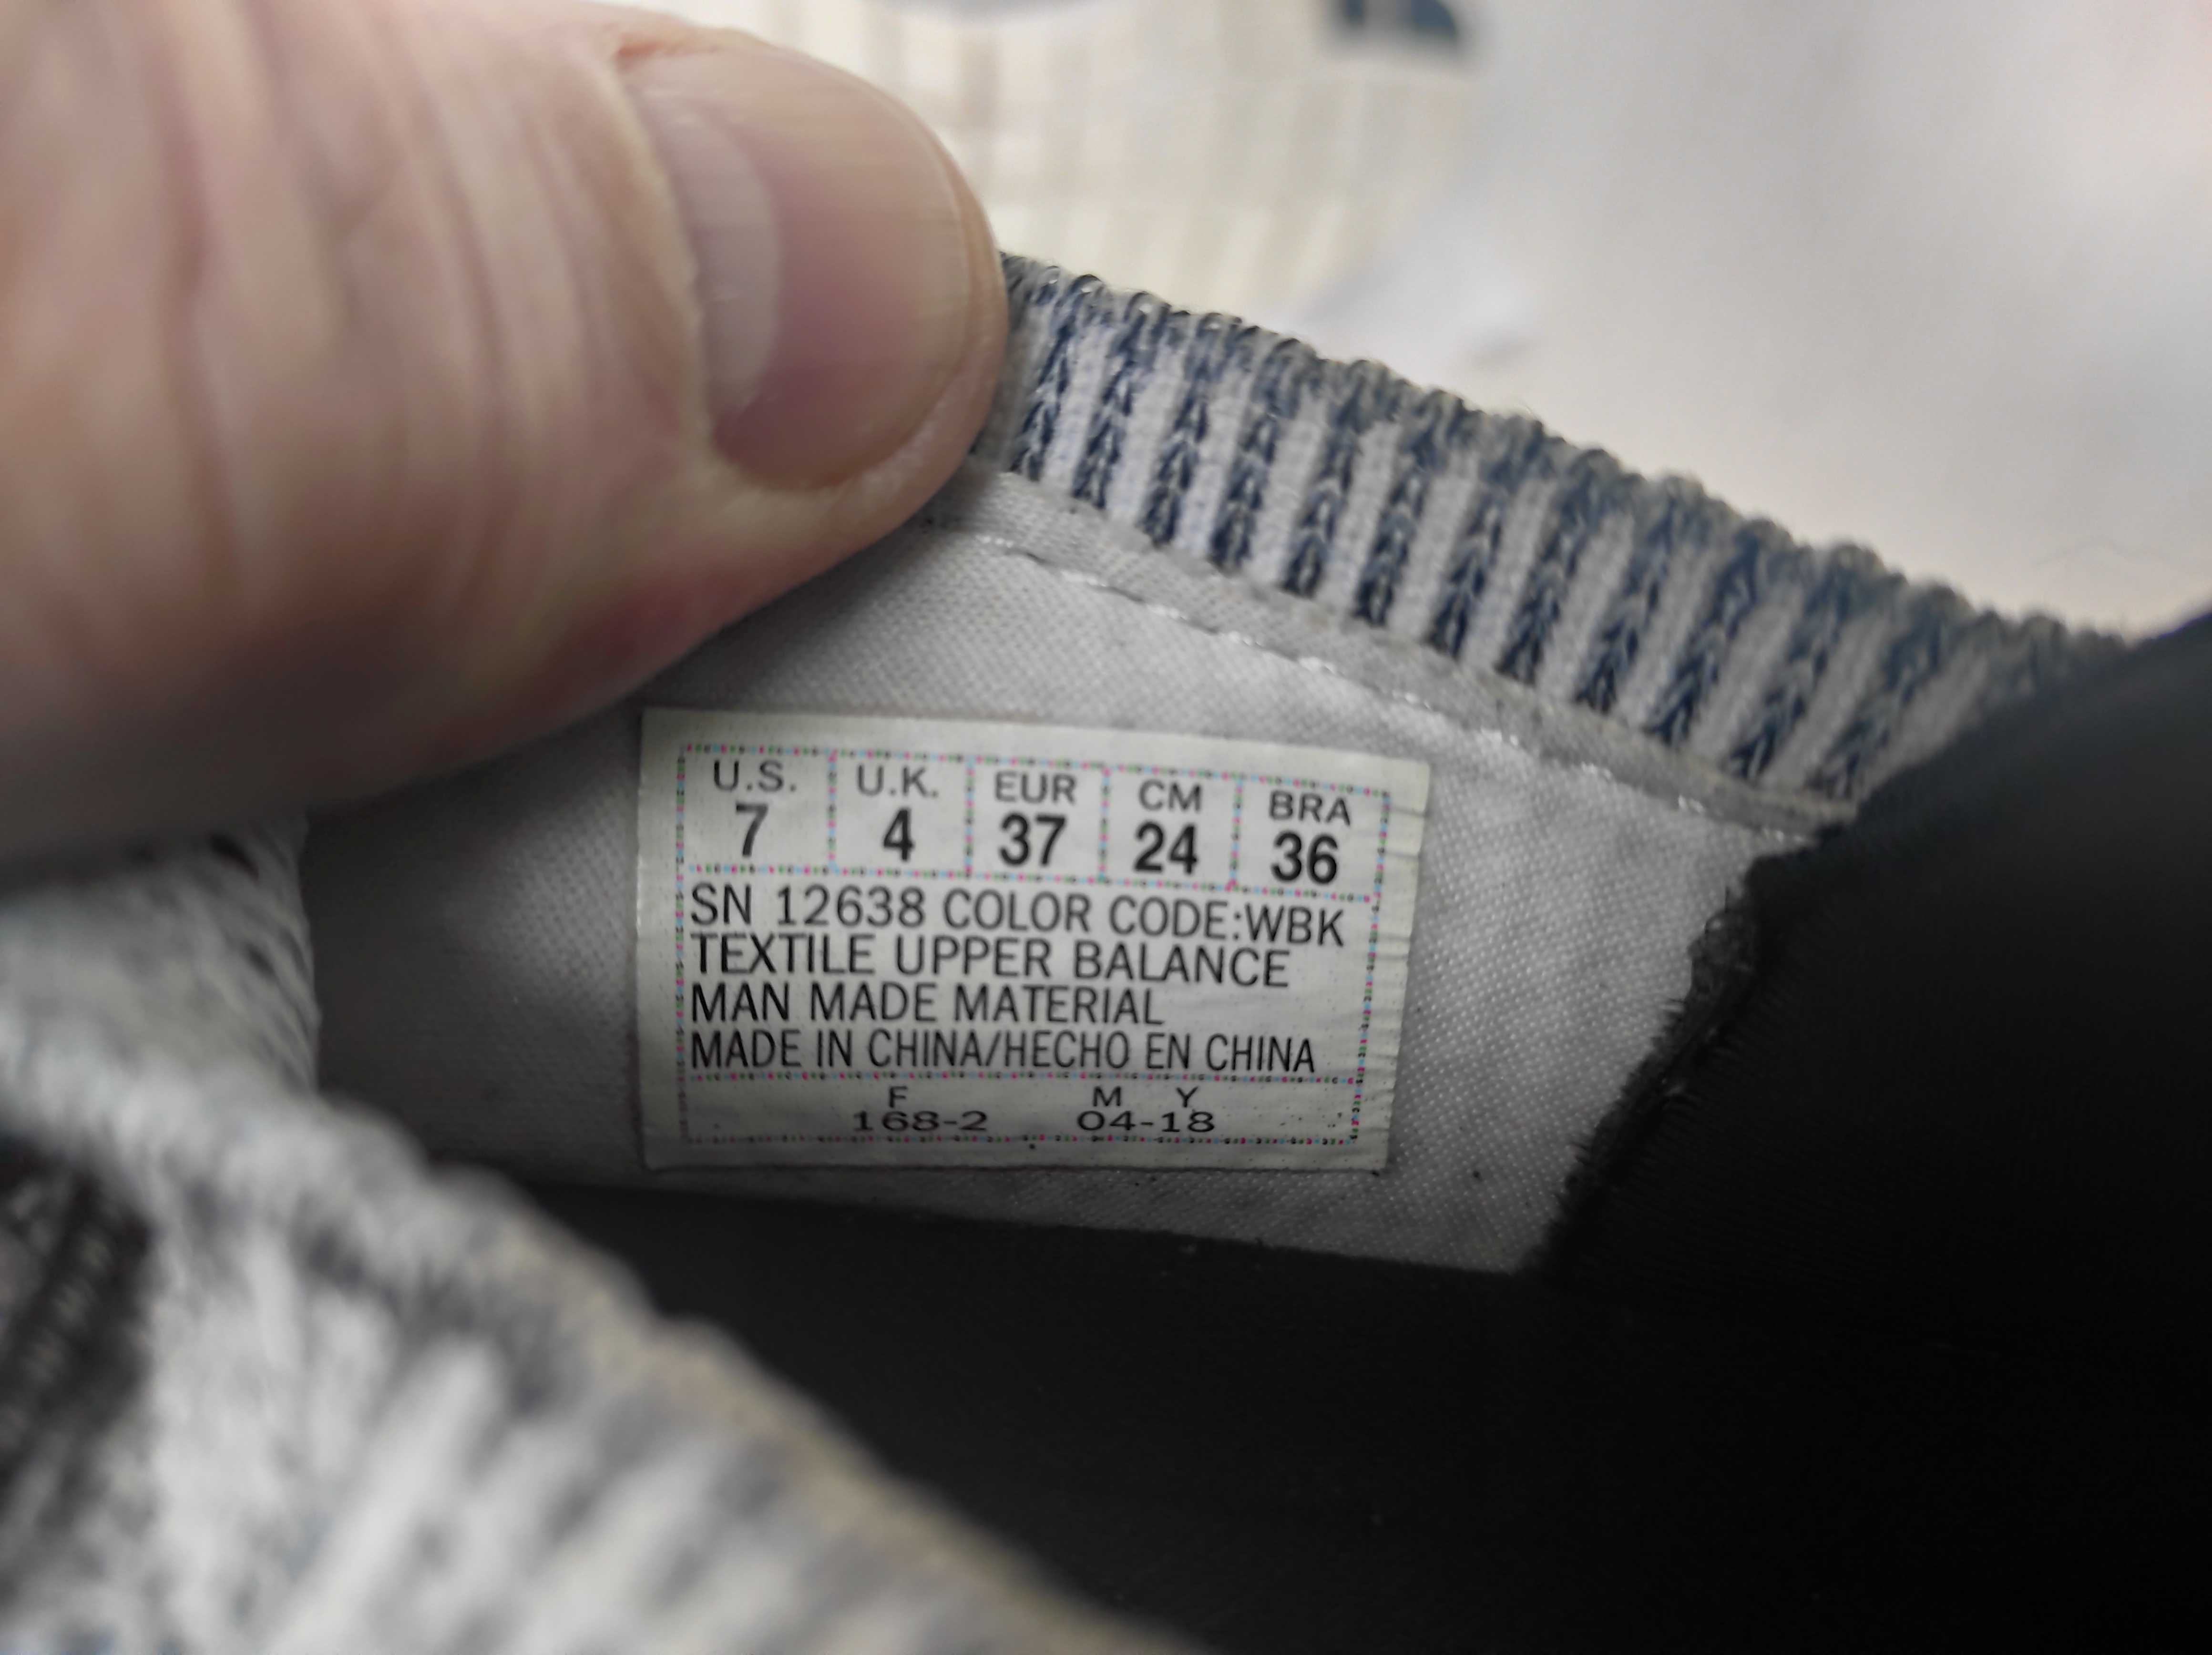 U.S. U.K. EUR CM BRA
7 4 37 24 36
SN 12638 COLOR CODE:WBK
TEXTILE UPPER BALANCE
MAN MADE MATERIAL
MADE IN CHINA/HECHO EN CHINA
F M Y
168-2 04-18